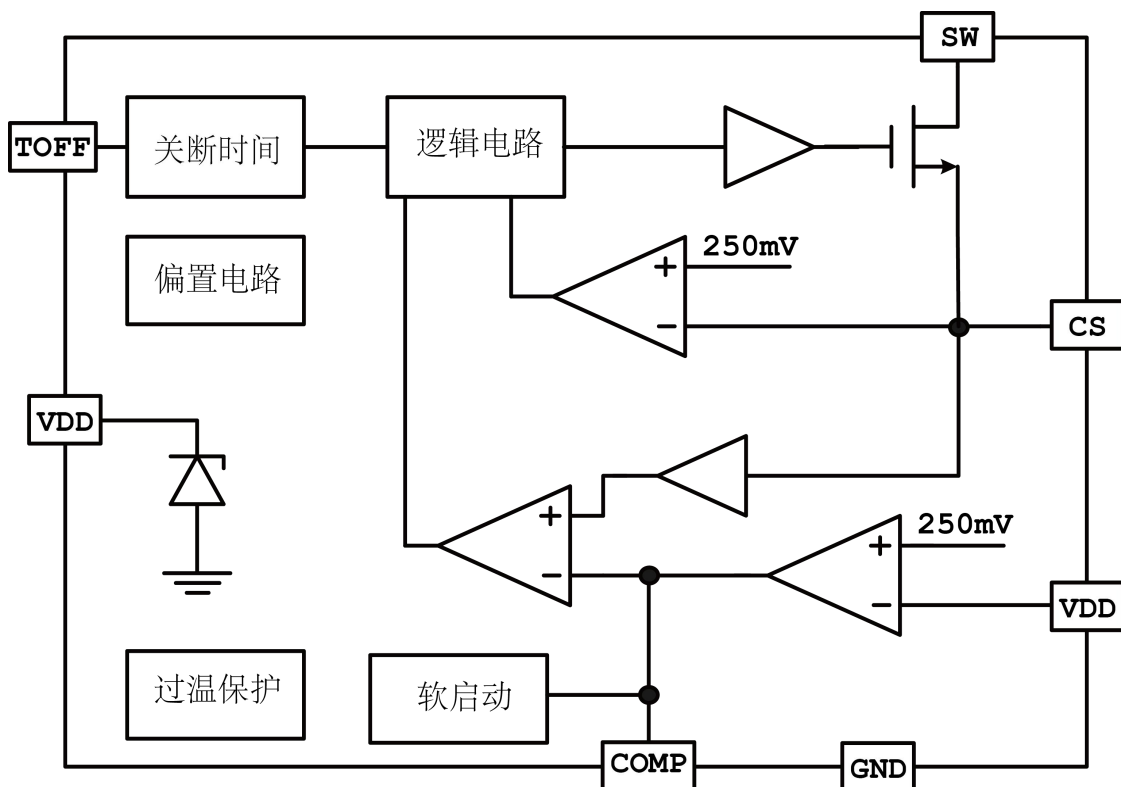 SW
TOFF
关断时间
逻辑电路
250mV
+
−
偏置电路
CS
VDD
250mV
+
−
+
−
VDD
过温保护
软启动
COMP
GND